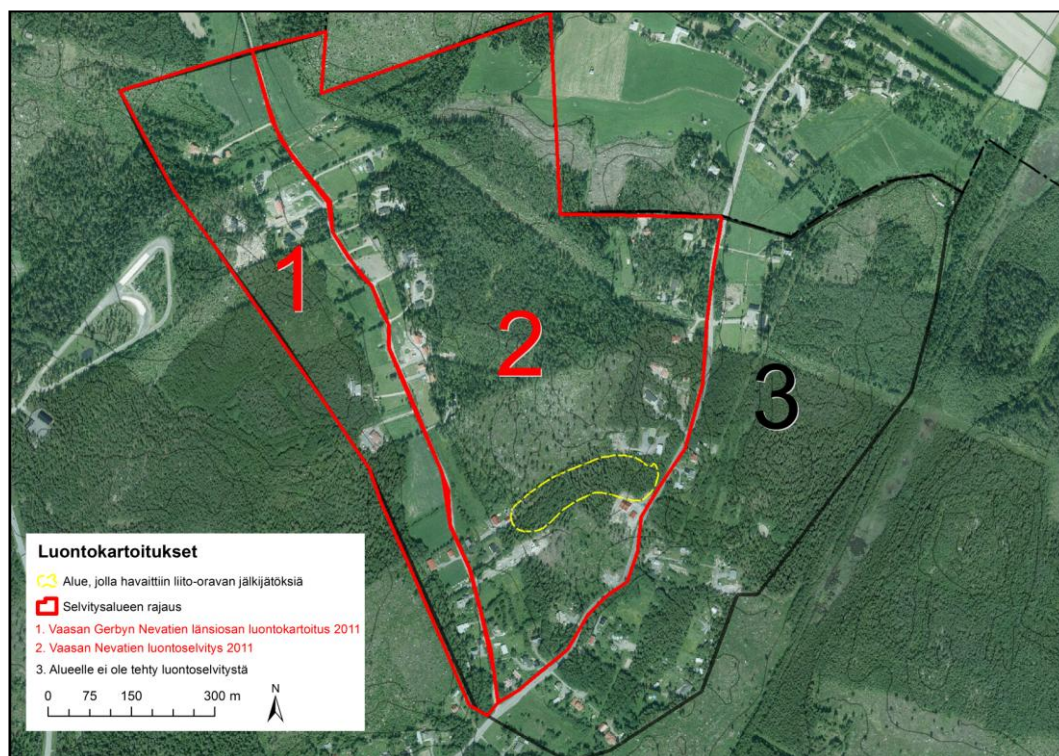 1
2
3
Luontokartoitukset
Alue, jolla havaittiin liito-oravan jälkijätöksiä
Selvitysalueen rajaus
1. Vaasan Gerbyn Nevatien länsiosan luontokartoitus 2011
2. Vaasan Nevatien luontoselvitys 2011
3. Alueelle ei ole tehty luontoselvitystä
0 75 150 300 m
N